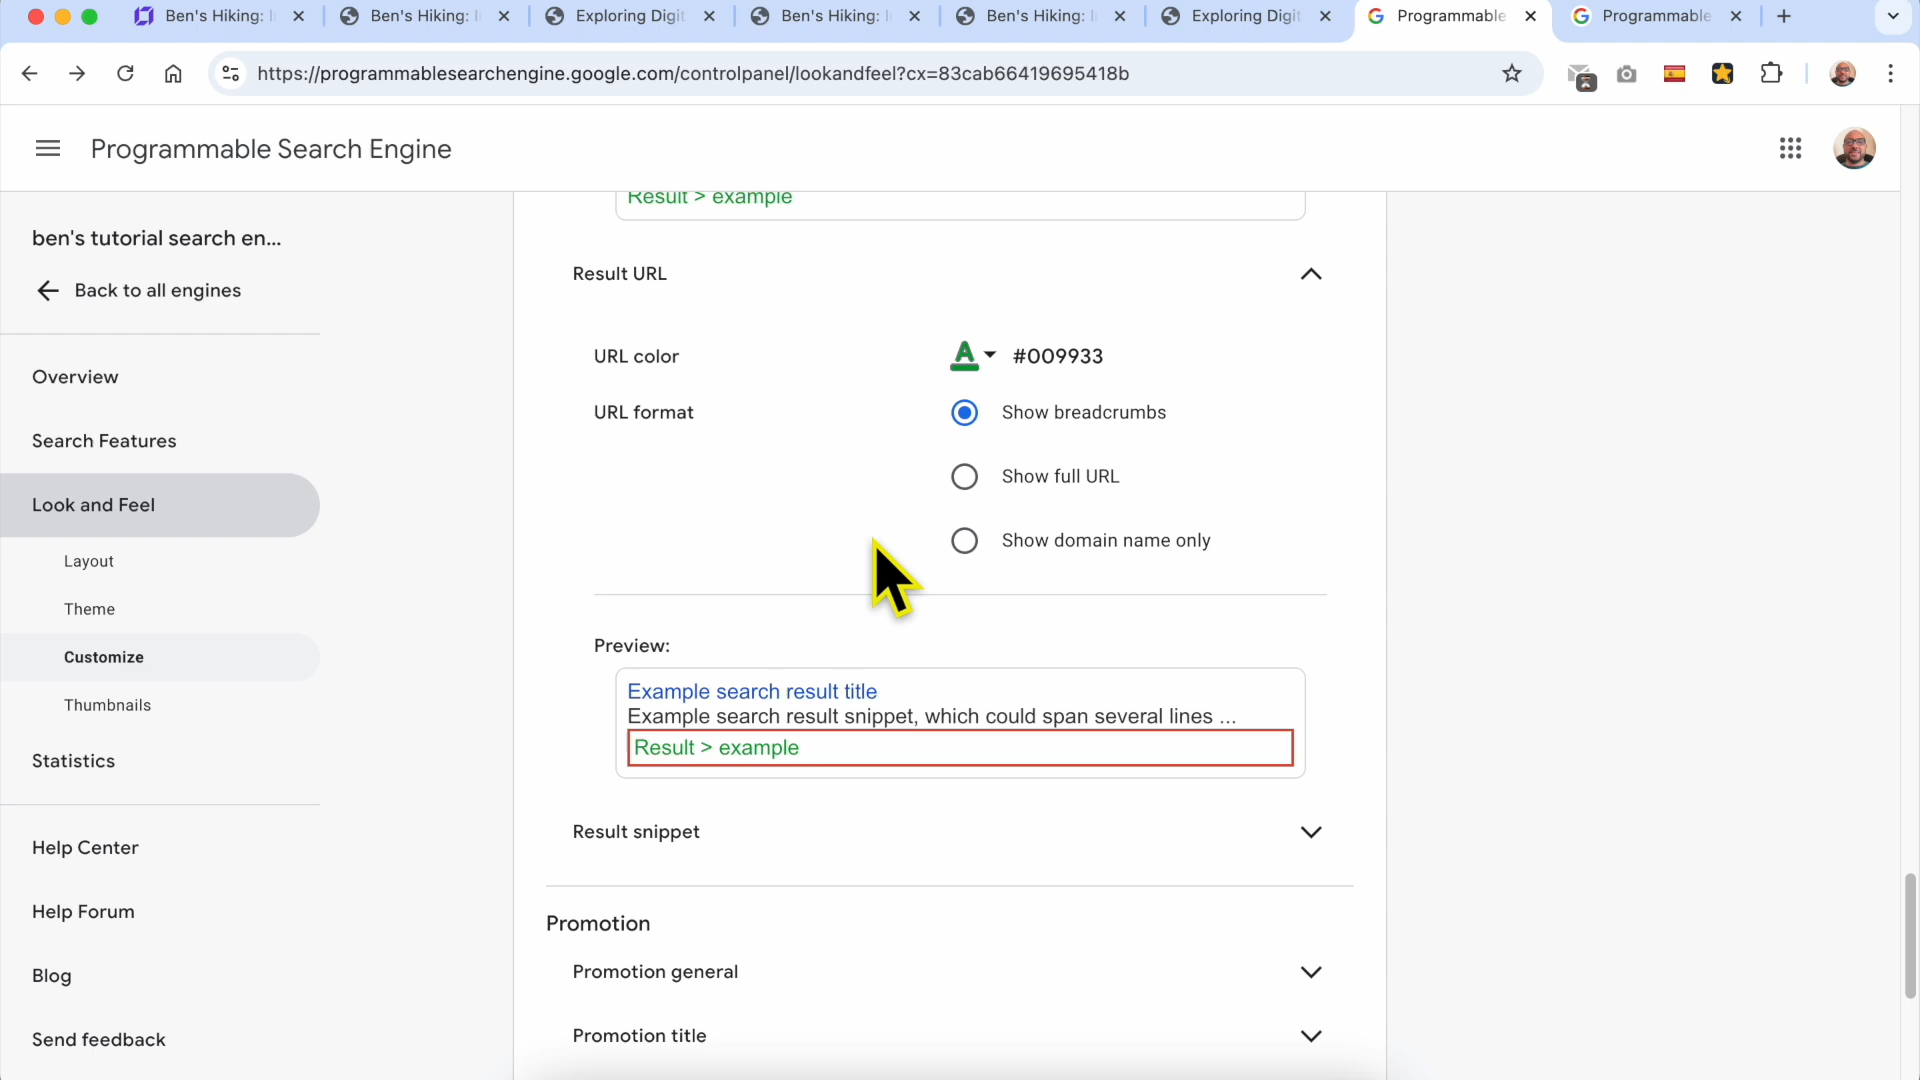 Ben's Hiking: I
Ben's Hiking: I
Exploring Digit
Ben's Hiking: I
Ben's Hiking: I
Exploring Digit
Programmable
Programmable
https://programmablesearchengine.google.com/controlpanel/lookandfeel?cx=83cab66419695418b
Programmable Search Engine
ben's tutorial search en...
Back to all engines
Overview
Search Features
Look and Feel
Layout
Theme
Customize
Thumbnails
Statistics
Help Center
Help Forum
Blog
Send feedback
Result > example
Result URL
URL color
A
#009933
URL format
Show breadcrumbs
Show full URL
Show domain name only
Preview:
Example search result title
Example search result snippet, which could span several lines ...
Result > example
Result snippet
Promotion
Promotion general
Promotion title